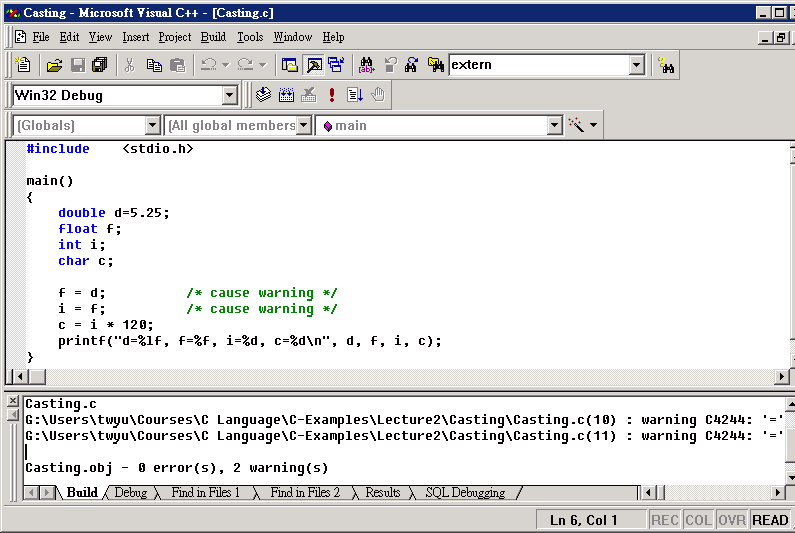 Casting - Microsoft Visual C++ - [Casting.c]
File Edit View Insert Project Build Tools Window Help
extern
Win32 Debug
(Globals) (All global members main
#include    <stdio.h>
main()
{
    double d=5.25;
    float f;
    int i;
    char c;
    f = d;          /* cause warning */
    i = f;          /* cause warning */
    c = i * 120;
    printf("d=%lf, f=%f, i=%d, c=%d\n", d, f, i, c);
}
Casting.c
G:\Users\twyu\Courses\C Language\C-Examples\Lecture2\Casting\Casting.c(10) : warning C4244: '='
G:\Users\twyu\Courses\C Language\C-Examples\Lecture2\Casting\Casting.c(11) : warning C4244: '='
Casting.obj - 0 error(s), 2 warning(s)
Build Debug Find in Files 1 Find in Files 2 Results SQL Debugging
Ln 6, Col 1 REC COL OVR READ